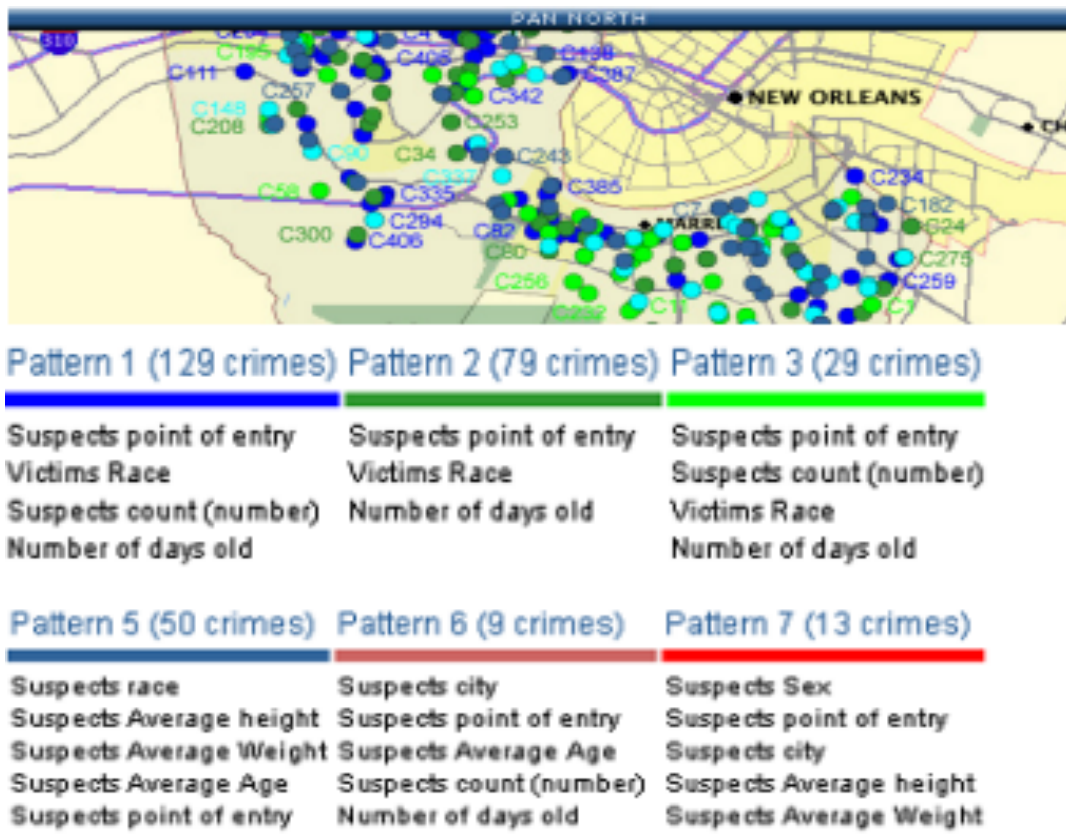 PAN NORTH
310
C405
C138
C111
C387
C257
C342
C148
NEW ORLEANS
C208
C253
C90
C34
C243
C337
C234
C58
C335
C385
C182
C294
C82
C24
C300
C406
C80
C275
C256
C259
C232
C11
Pattern 1 (129 crimes) Pattern 2 (79 crimes) Pattern 3 (29 crimes)
Suspects point of entry Suspects point of entry Suspects point of entry
Victims Race Victims Race Suspects count (number)
Suspects count (number) Number of days old Victims Race
Number of days old Number of days old
Pattern 5 (50 crimes) Pattern 6 (9 crimes) Pattern 7 (13 crimes)
Suspects race Suspects city Suspects Sex
Suspects Average height Suspects point of entry Suspects point of entry
Suspects Average Weight Suspects Average Age Suspects city
Suspects Average Age Suspects count (number) Suspects Average height
Suspects point of entry Number of days old Suspects Average Weight